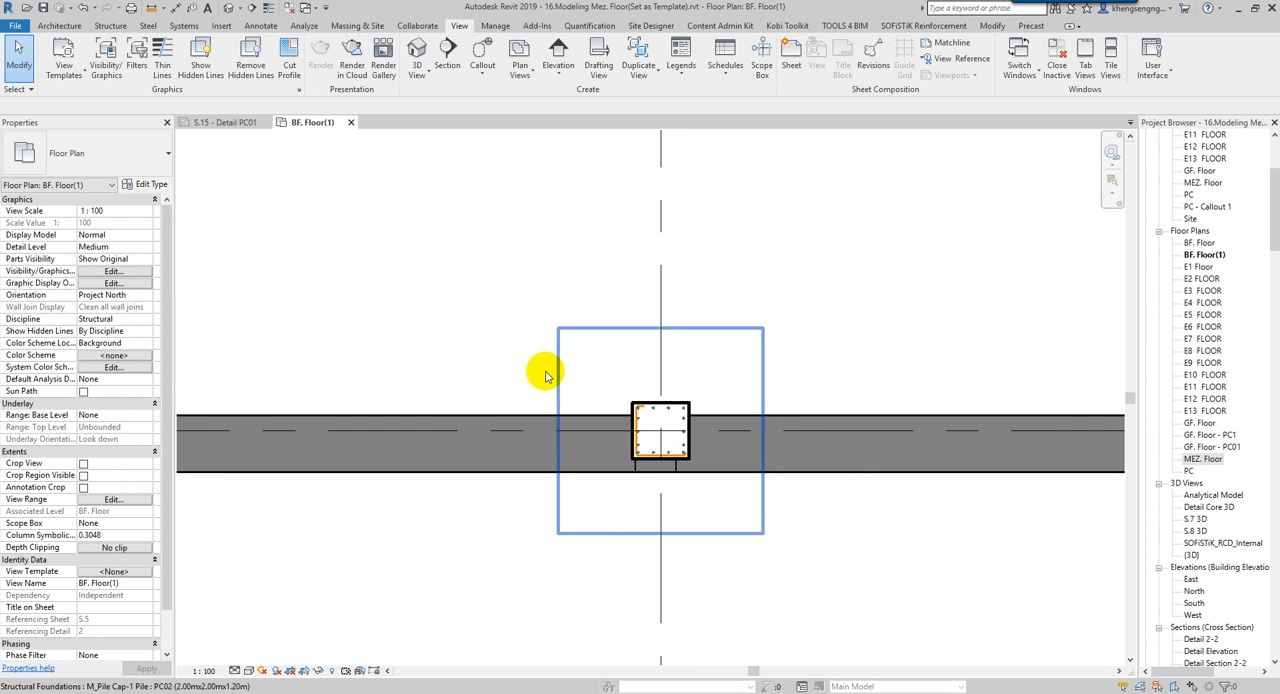 Autodesk Revit 2019 - 16.Modeling Mez. Floor(Set as Template).rvt - Floor Plan: BF. Floor(1)
Type a keyword or phrase
khengsengng...
File Architecture Structure Steel Systems Insert Annotate Analyze Massing & Site Collaborate View Manage Add-Ins Quantification Site Designer Content Admin Kit Kobi Toolkit TOOLS 4 BIM SOFiSTiK Reinforcement Modify Precast
Modify
View Templates
Visibility/ Graphics
Filters
Thin Lines
Show Hidden Lines
Remove Hidden Lines
Cut Profile
Render
Render in Cloud
Render Gallery
3D View
Section
Callout
Plan Views
Elevation
Drafting View
Duplicate View
Legends
Schedules
Scope Box
Sheet
View
Title Block
Revisions
Guide Grid
Matchline
View Reference
Viewports
Switch Windows
Close Inactive
Tab Views
Tile Views
User Interface
Select Graphics Presentation Create Sheet Composition Windows
Properties
S.15 - Detail PC01
BF. Floor(1)
Project Browser - 16.Modeling Me...
Floor Plan
Floor Plan: BF. Floor(1) Edit Type
Graphics
View Scale 1 : 100
Scale Value 1: 100
Display Model Normal
Detail Level Medium
Parts Visibility Show Original
Visibility/Graphics... Edit...
Graphic Display O... Edit...
Orientation Project North
Wall Join Display Clean all wall joins
Discipline Structural
Show Hidden Lines By Discipline
Color Scheme Loc... Background
Color Scheme <none>
System Color Sch... Edit...
Default Analysis D... None
Sun Path
Underlay
Range: Base Level None
Range: Top Level Unbounded
Underlay Orientati... Look down
Extents
Crop View
Crop Region Visible
Annotation Crop
View Range Edit...
Associated Level BF. Floor
Scope Box None
Column Symbolic... 0.3048
Depth Clipping No clip
Identity Data
View Template <None>
View Name BF. Floor(1)
Dependency Independent
Title on Sheet
Referencing Sheet S.5
Referencing Detail 2
Phasing
Phase Filter None
Properties help Apply
E11 FLOOR
E12 FLOOR
E13 FLOOR
GF. Floor
MEZ. Floor
PC
PC - Callout 1
Site
Floor Plans
BF. Floor
BF. Floor(1)
E1 Floor
E2 FLOOR
E3 FLOOR
E4 FLOOR
E5 FLOOR
E6 FLOOR
E7 FLOOR
E8 FLOOR
E9 FLOOR
E10 FLOOR
E11 FLOOR
E12 FLOOR
E13 FLOOR
GF. Floor
GF. Floor - PC1
GF. Floor - PC01
MEZ. Floor
PC
3D Views
Analytical Model
Detail Core 3D
S.7 3D
S.8 3D
SOFiSTiK_RCD_Internal
{3D}
Elevations (Building Elevatio
East
North
South
West
Sections (Cross Section)
Detail 2-2
Detail Elevation
Detail Section 2-2
1 : 100
Structural Foundations : M_Pile Cap-1 Pile : PC02 (2.00mx2.00mx1.20m)
:0
Main Model
:0